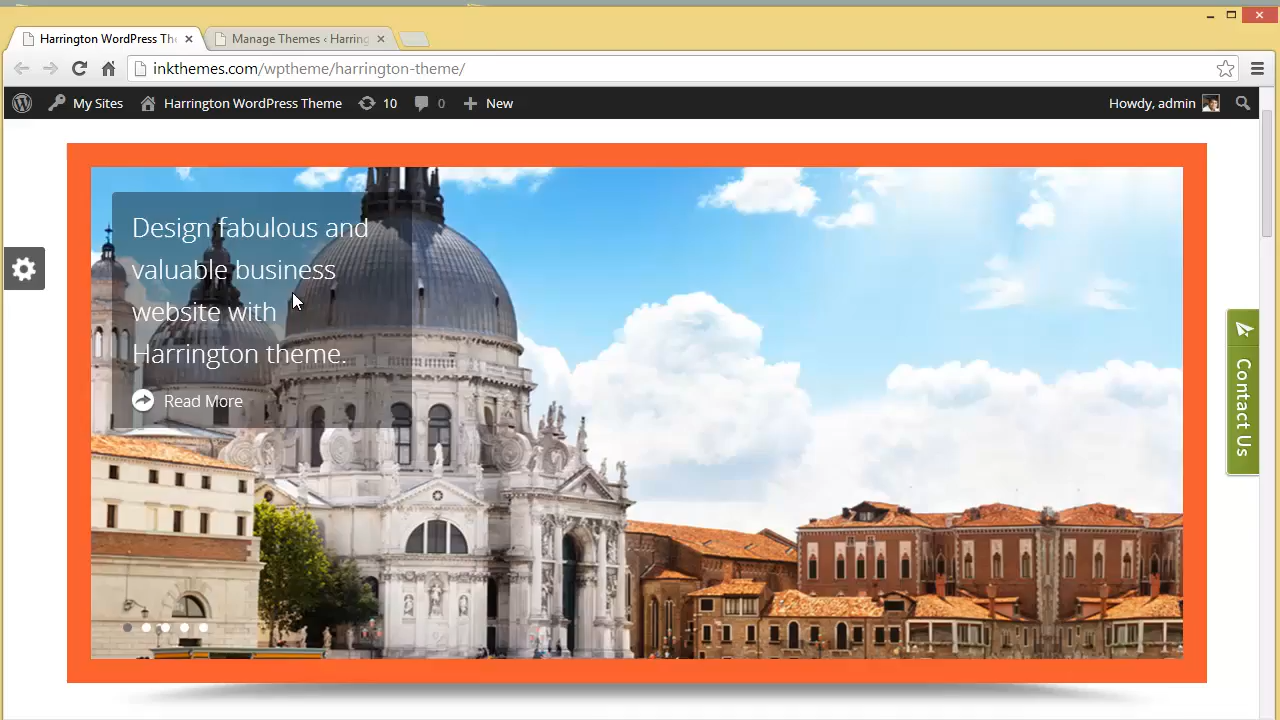 Harrington WordPress Th
Manage Themes ‹ Harring
inkthemes.com/wptheme/harrington-theme/
My Sites Harrington WordPress Theme 10 0 New Howdy, admin
Design fabulous and
valuable business
website with
Harrington theme.
Read More
Contact Us